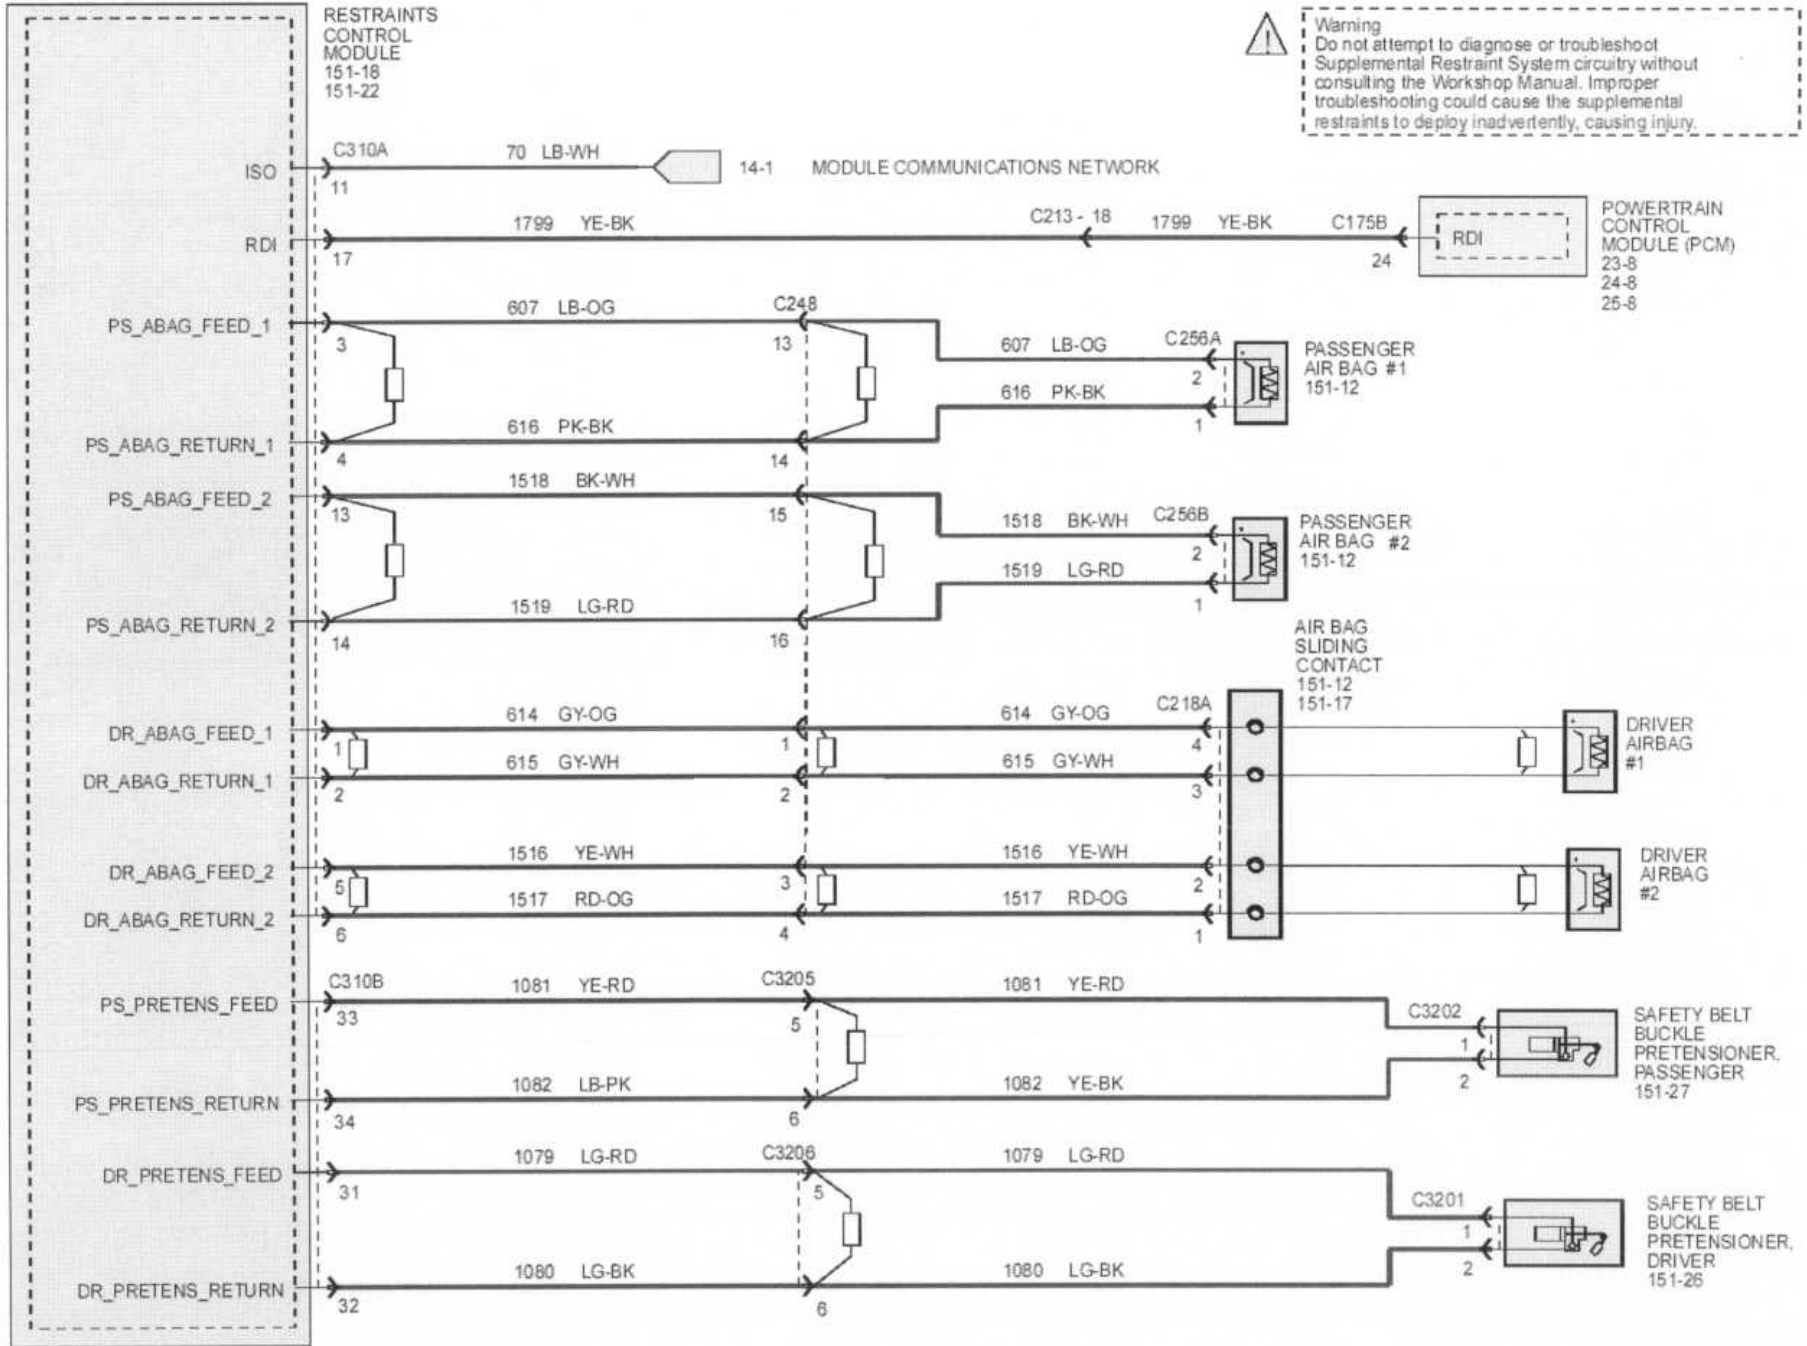 RESTRAINTS
CONTROL
MODULE
151-18
151-22
Warning
Do not attempt to diagnose or troubleshoot
Supplemental Restraint System circuitry without
consulting the Workshop Manual. Improper
troubleshooting could cause the supplemental
restraints to deploy inadvertently, causing injury.
C310A
70 LB-WH
ISO
11
14-1 MODULE COMMUNICATIONS NETWORK
1799 YE-BK
C213 - 18
1799 YE-BK
C175B
RDI
17
24
RDI
POWERTRAIN
CONTROL
MODULE (PCM)
23-8
24-8
25-8
607 LB-OG
C248
PS_ABAG_FEED_1
3
13
607 LB-OG
C256A
2
616 PK-BK
1
PASSENGER
AIR BAG #1
151-12
616 PK-BK
PS_ABAG_RETURN_1
4
14
1518 BK-WH
PS_ABAG_FEED_2
13
15
1518 BK-WH
C256B
2
1519 LG-RD
1
PASSENGER
AIR BAG #2
151-12
1519 LG-RD
PS_ABAG_RETURN_2
14
16
AIR BAG
SLIDING
CONTACT
151-12
151-17
614 GY-OG
614 GY-OG
C218A
DR_ABAG_FEED_1
1
1
4
615 GY-WH
615 GY-WH
DR_ABAG_RETURN_1
2
2
3
DRIVER
AIRBAG
#1
1516 YE-WH
1516 YE-WH
DR_ABAG_FEED_2
5
3
2
1517 RD-OG
1517 RD-OG
DR_ABAG_RETURN_2
6
4
1
DRIVER
AIRBAG
#2
C310B
1081 YE-RD
C3205
1081 YE-RD
PS_PRETENS_FEED
33
5
C3202
1
2
SAFETY BELT
BUCKLE
PRETENSIONER,
PASSENGER
151-27
1082 LB-PK
1082 YE-BK
PS_PRETENS_RETURN
34
6
1079 LG-RD
C3206
1079 LG-RD
DR_PRETENS_FEED
31
5
C3201
1
2
SAFETY BELT
BUCKLE
PRETENSIONER,
DRIVER
151-26
1080 LG-BK
1080 LG-BK
DR_PRETENS_RETURN
32
6